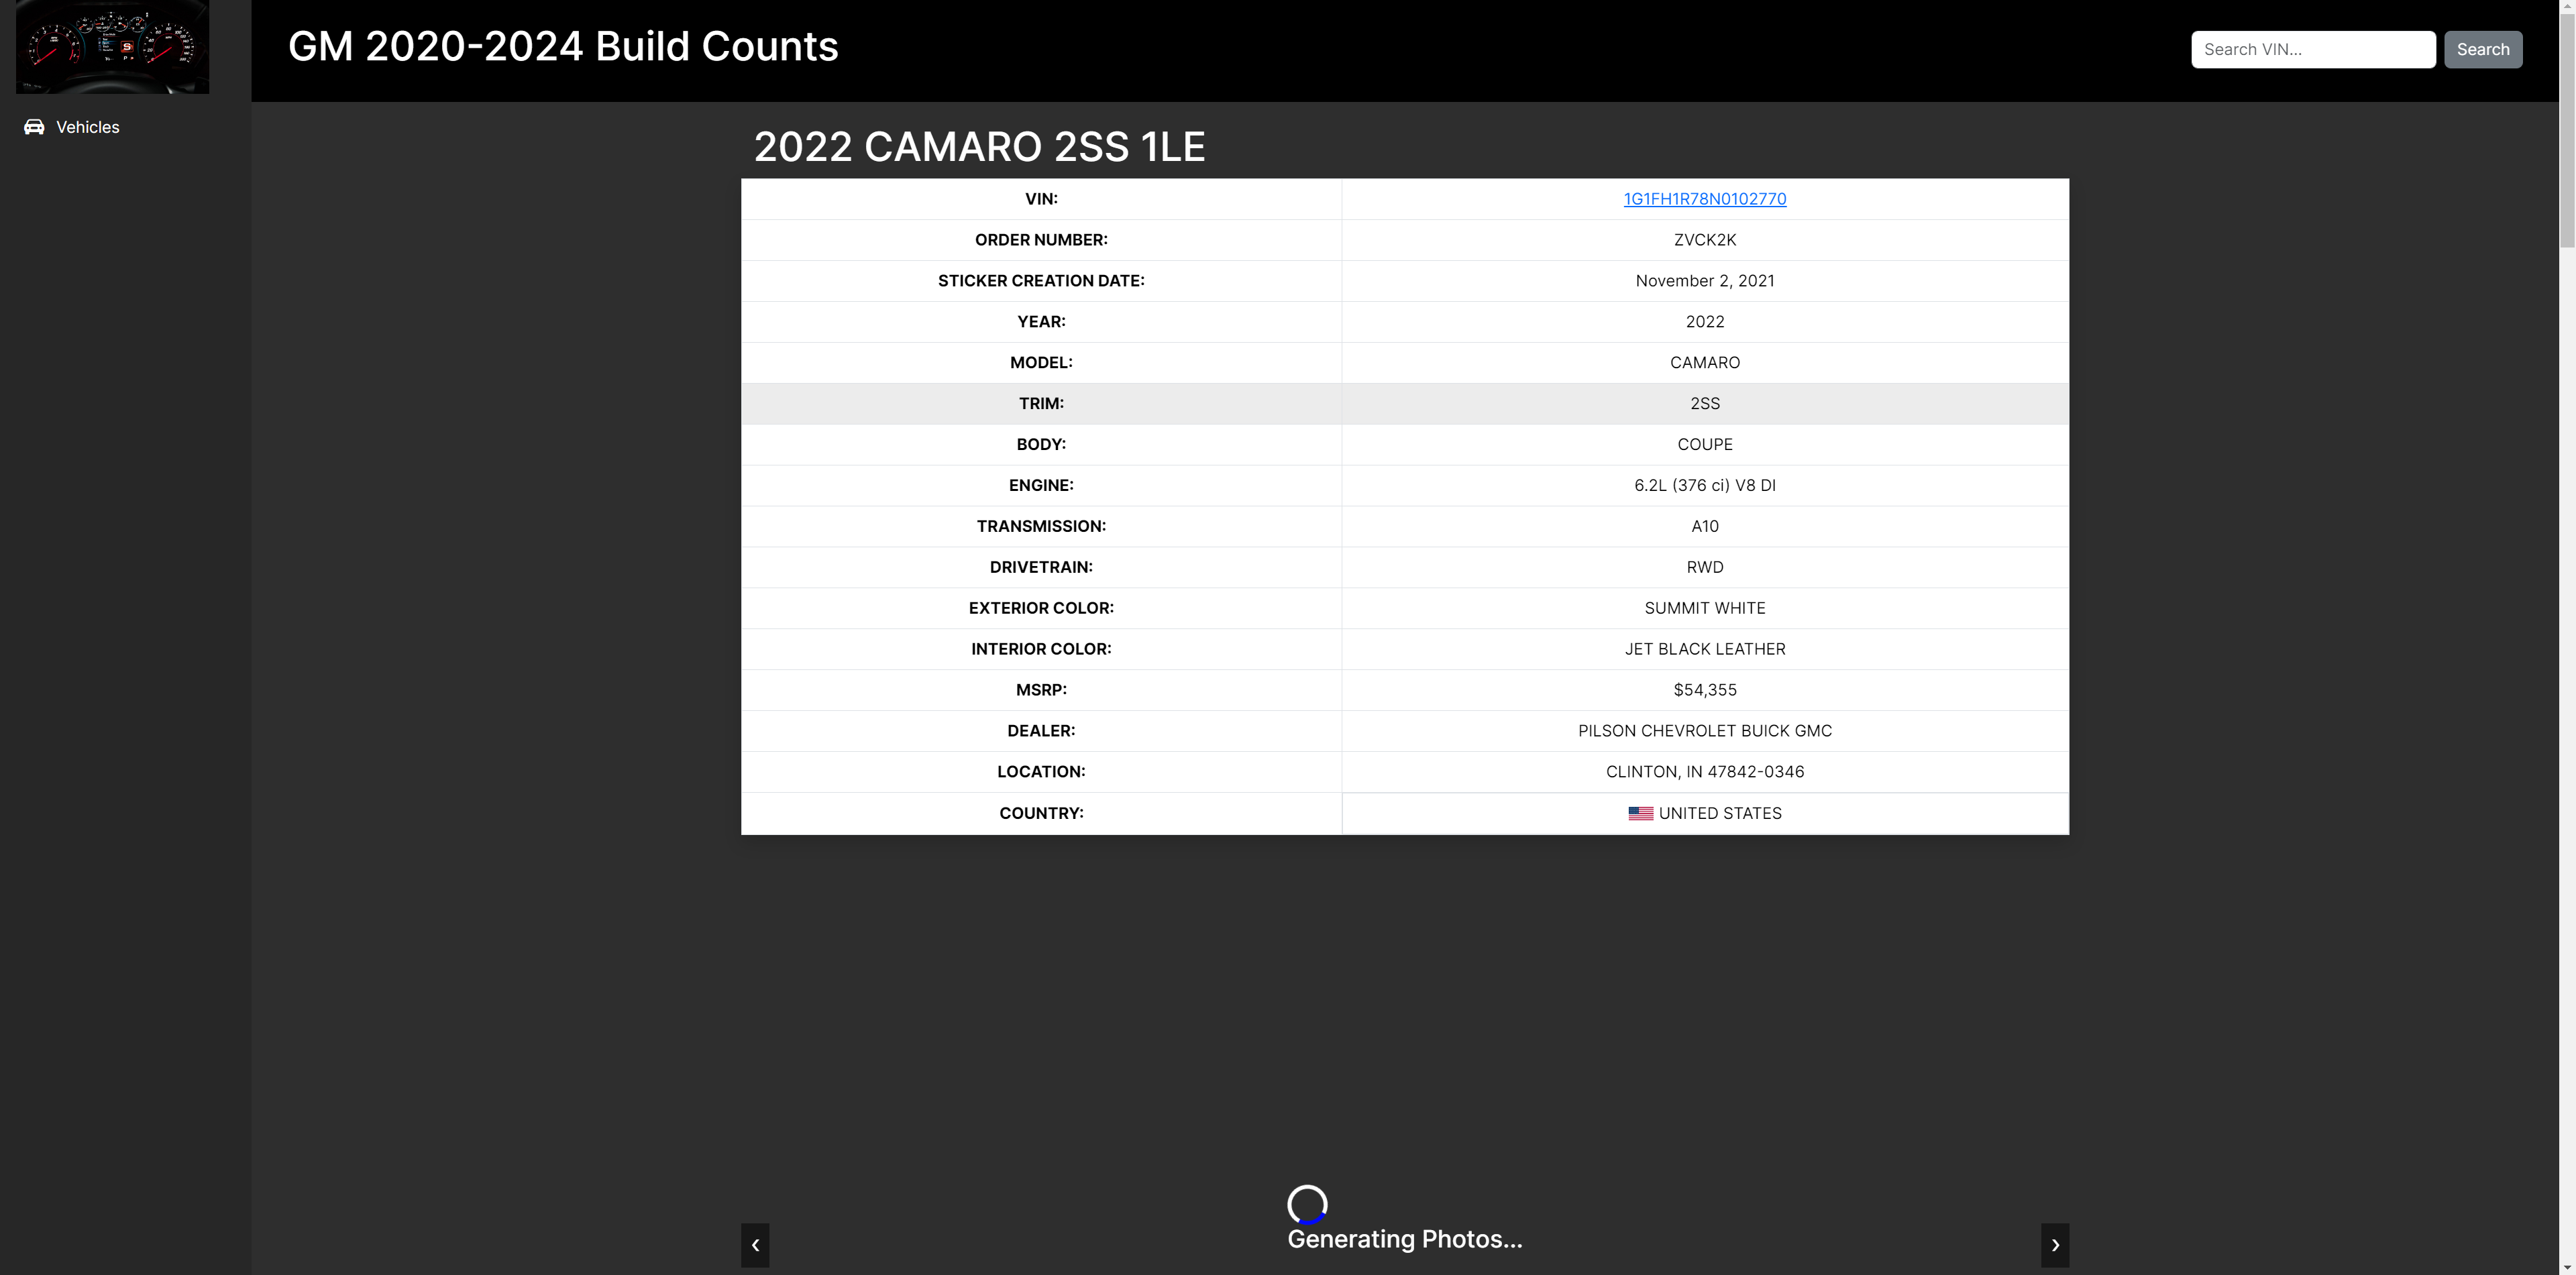 GM 2020-2024 Build Counts
Search VIN...
Search
Vehicles
2022 CAMARO 2SS 1LE
VIN: 1G1FH1R78N0102770
ORDER NUMBER: ZVCK2K
STICKER CREATION DATE: November 2, 2021
YEAR: 2022
MODEL: CAMARO
TRIM: 2SS
BODY: COUPE
ENGINE: 6.2L (376 ci) V8 DI
TRANSMISSION: A10
DRIVETRAIN: RWD
EXTERIOR COLOR: SUMMIT WHITE
INTERIOR COLOR: JET BLACK LEATHER
MSRP: $54,355
DEALER: PILSON CHEVROLET BUICK GMC
LOCATION: CLINTON, IN 47842-0346
COUNTRY: UNITED STATES
Generating Photos...